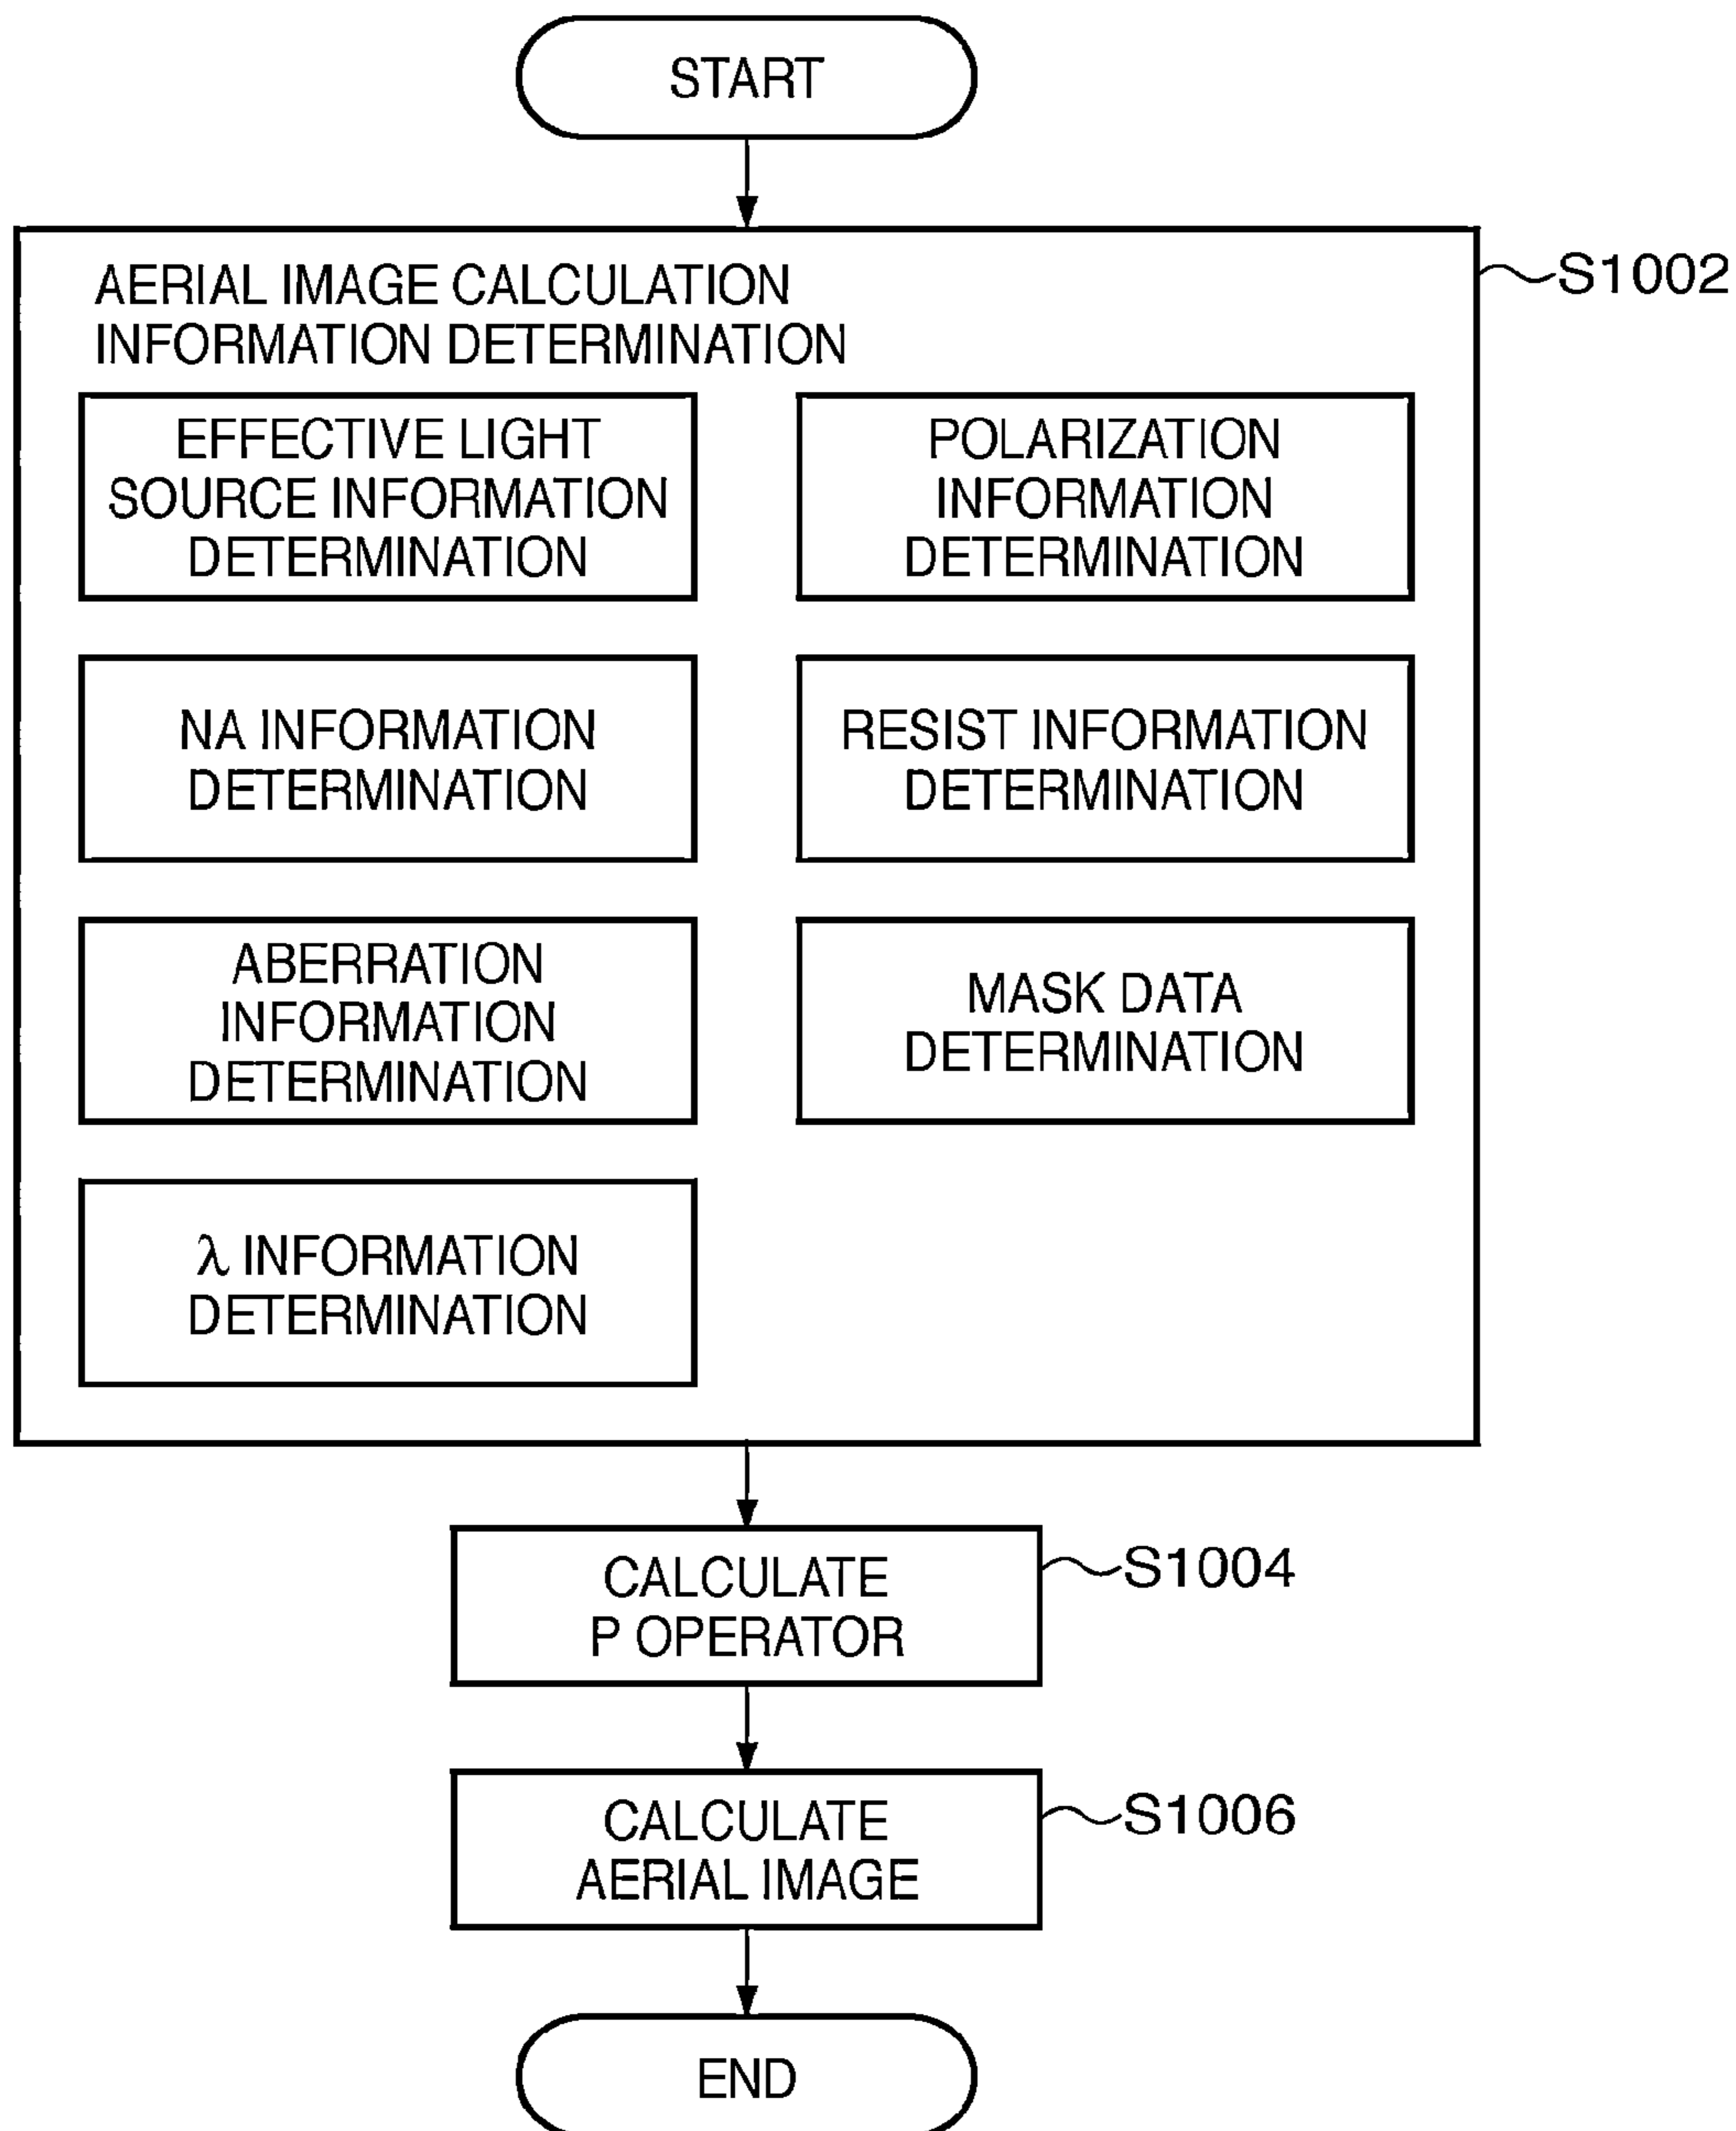 START
S1002
AERIAL IMAGE CALCULATION
INFORMATION DETERMINATION
EFFECTIVE LIGHT
SOURCE INFORMATION
DETERMINATION
POLARIZATION
INFORMATION
DETERMINATION
NA INFORMATION
DETERMINATION
RESIST INFORMATION
DETERMINATION
ABERRATION
INFORMATION
DETERMINATION
MASK DATA
DETERMINATION
λ INFORMATION
DETERMINATION
CALCULATE
P OPERATOR
S1004
CALCULATE
AERIAL IMAGE
S1006
END